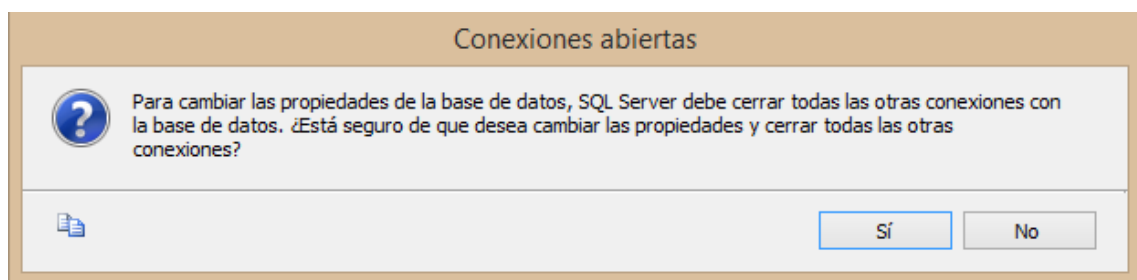 Conexiones abiertas
Para cambiar las propiedades de la base de datos, SQL Server debe cerrar todas las otras conexiones con
la base de datos. ¿Está seguro de que desea cambiar las propiedades y cerrar todas las otras
conexiones?
Sí No